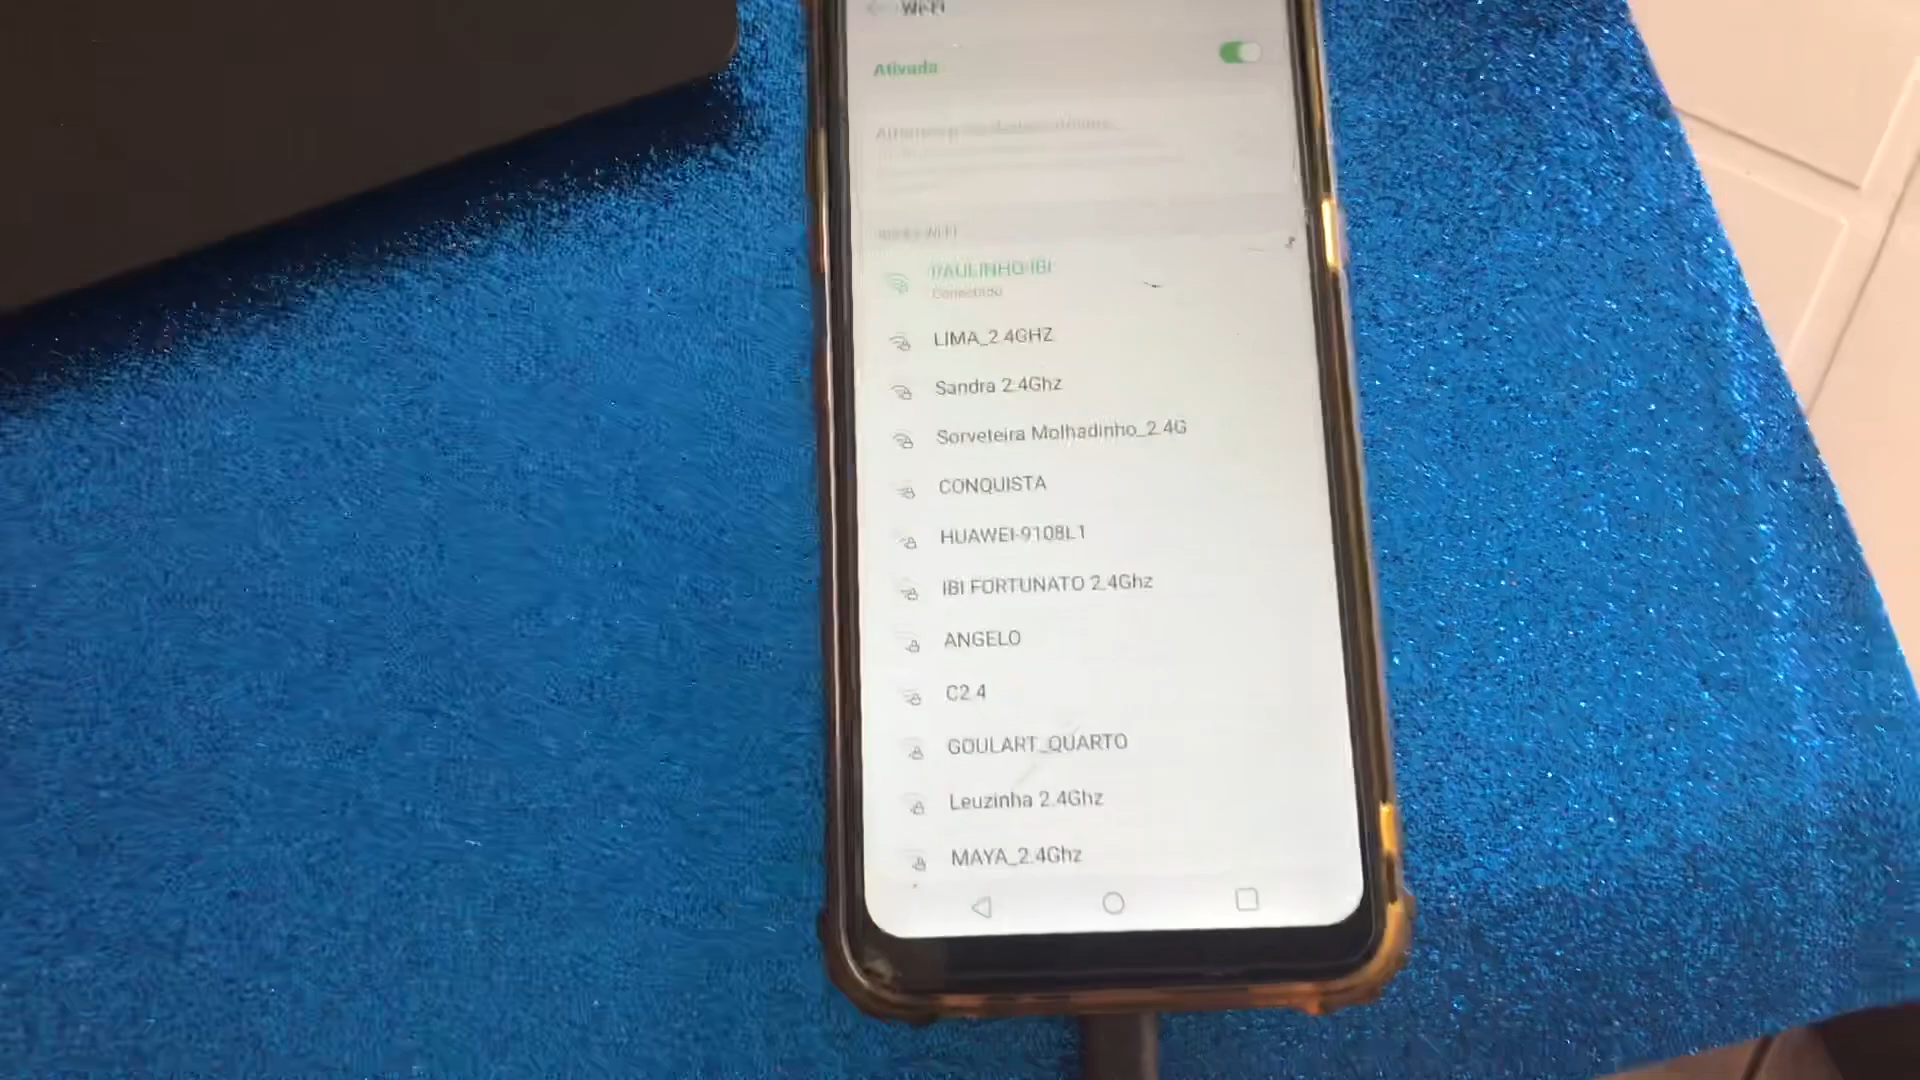 Wi-Fi
Ativada
PAULINHO-IBI
Conectado
LIMA_2.4GHZ
Sandra 2.4Ghz
Sorveteira Molhadinho_2.4G
CONQUISTA
HUAWEI-9108L1
IBI FORTUNATO 2.4Ghz
ANGELO
C2.4
GOULART_QUARTO
Leuzinha 2.4Ghz
MAYA_2.4Ghz